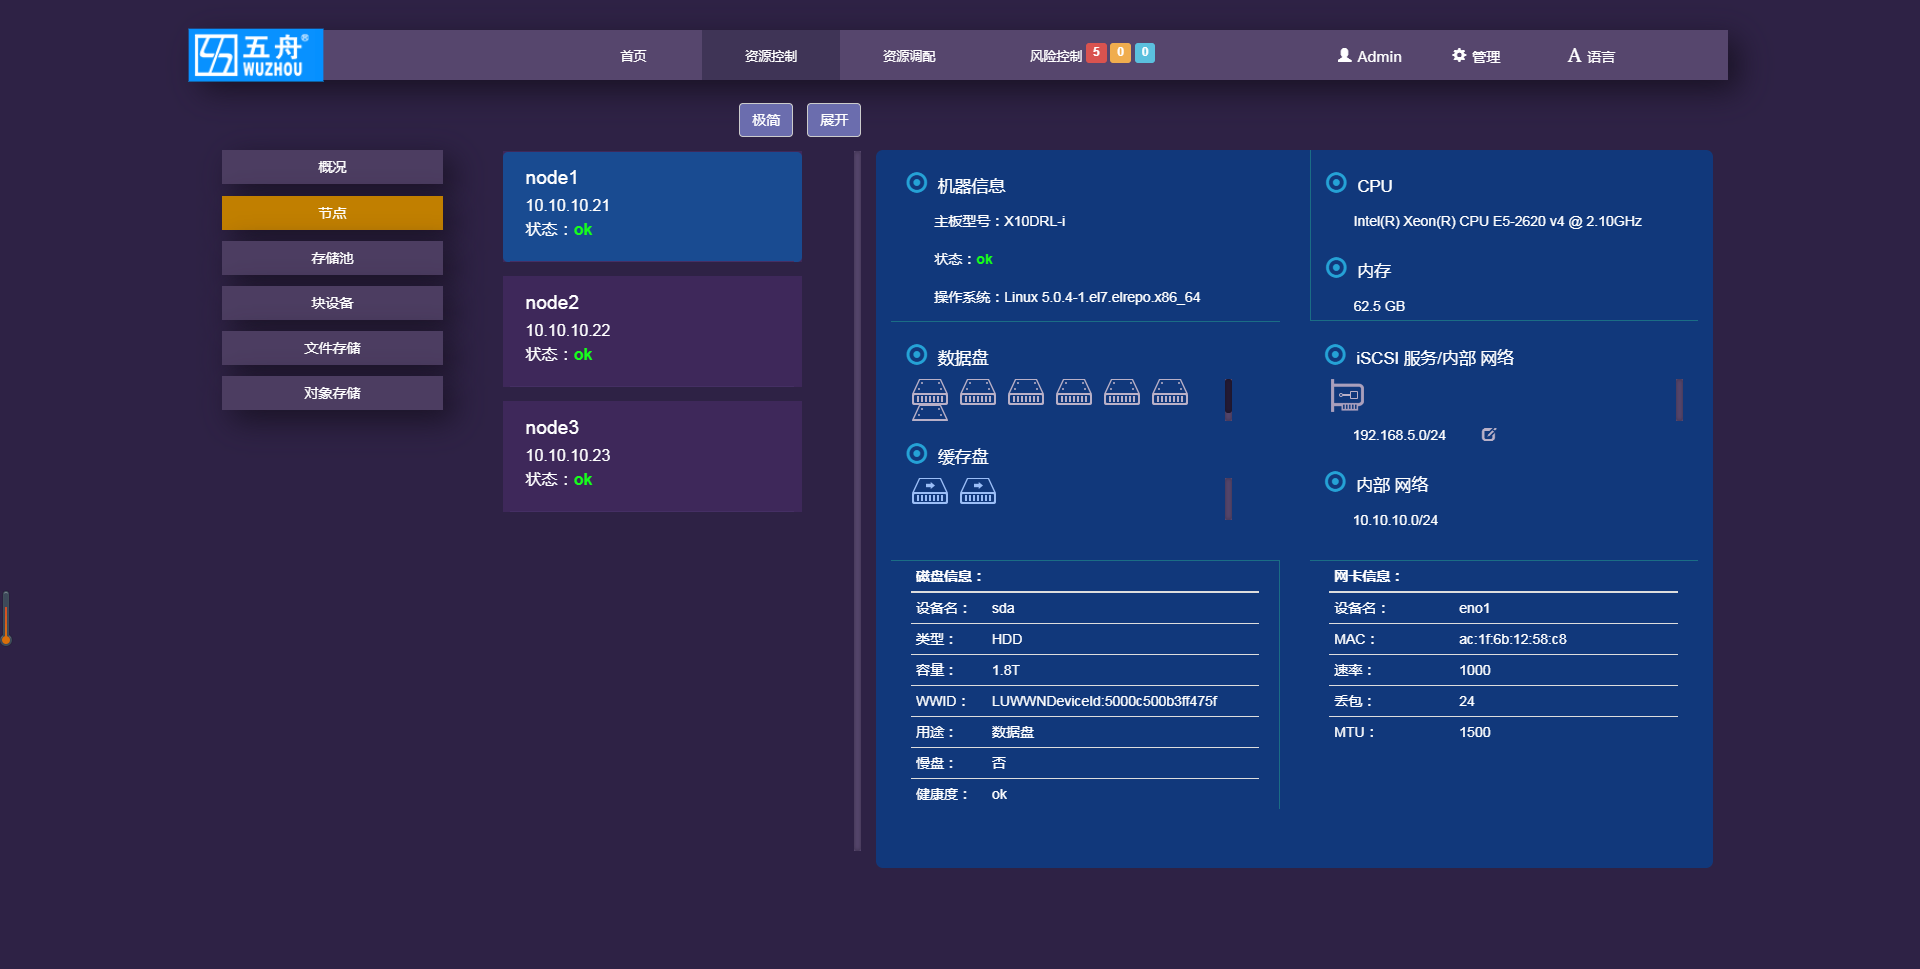 五舟®
WUZHOU
首页
资源控制
资源调配
风险控制 5 0 0
Admin
管理
A 语言
极简
展开
概况
节点
存储池
块设备
文件存储
对象存储
node1
10.10.10.21
状态：ok
node2
10.10.10.22
状态：ok
node3
10.10.10.23
状态：ok
机器信息
主板型号：X10DRL-i
状态：ok
操作系统：Linux 5.0.4-1.el7.elrepo.x86_64
CPU
Intel(R) Xeon(R) CPU E5-2620 v4 @ 2.10GHz
内存
62.5 GB
数据盘
缓存盘
iSCSI 服务/内部 网络
192.168.5.0/24
内部 网络
10.10.10.0/24
磁盘信息：
设备名： sda
类型： HDD
容量： 1.8T
WWID： LUWWNDeviceId:5000c500b3ff475f
用途： 数据盘
慢盘： 否
健康度： ok
网卡信息：
设备名： eno1
MAC： ac:1f:6b:12:58:c8
速率： 1000
丢包： 24
MTU： 1500